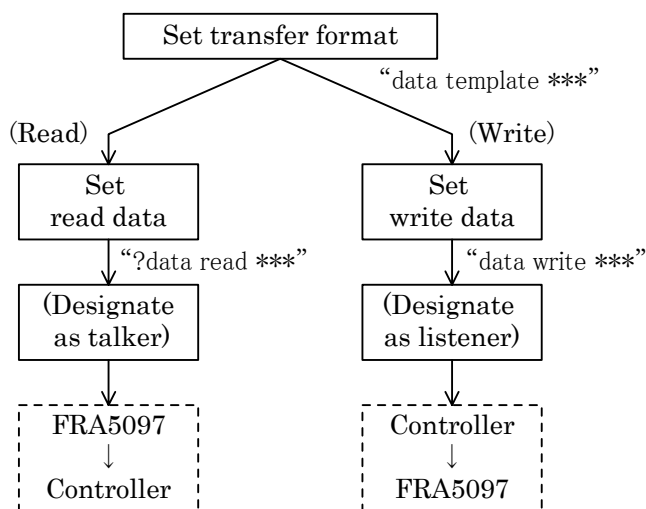 Set transfer format
“data template ***”
(Read)
(Write)
Set
read data
Set
write data
“?data read ***”
“data write ***”
(Designate
as talker)
(Designate
as listener)
FRA5097
↓
Controller
Controller
↓
FRA5097